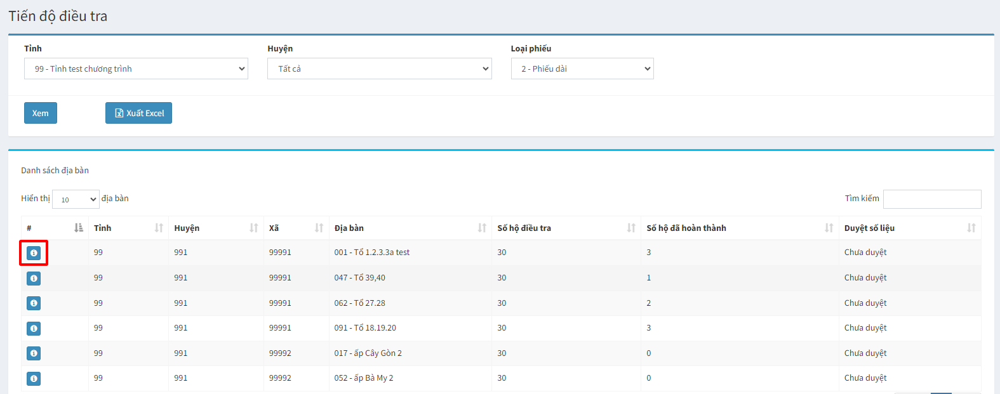 Tiến độ điều tra
Tỉnh Huyện Loại phiếu
99 - Tỉnh test chương trình Tất cả 2 - Phiếu dài
Xem Xuất Excel
Danh sách địa bàn
Hiển thị 10 địa bàn Tìm kiếm
# Tỉnh Huyện Xã Địa bàn Số hộ điều tra Số hộ đã hoàn thành Duyệt số liệu
99 991 99991 001 - Tổ 1.2.3.3a test 30 3 Chưa duyệt
99 991 99991 047 - Tổ 39,40 30 1 Chưa duyệt
99 991 99991 062 - Tổ 27.28 30 2 Chưa duyệt
99 991 99991 091 - Tổ 18.19.20 30 3 Chưa duyệt
99 991 99992 017 - ấp Cây Gòn 2 30 0 Chưa duyệt
99 991 99992 052 - ấp Bà My 2 30 0 Chưa duyệt